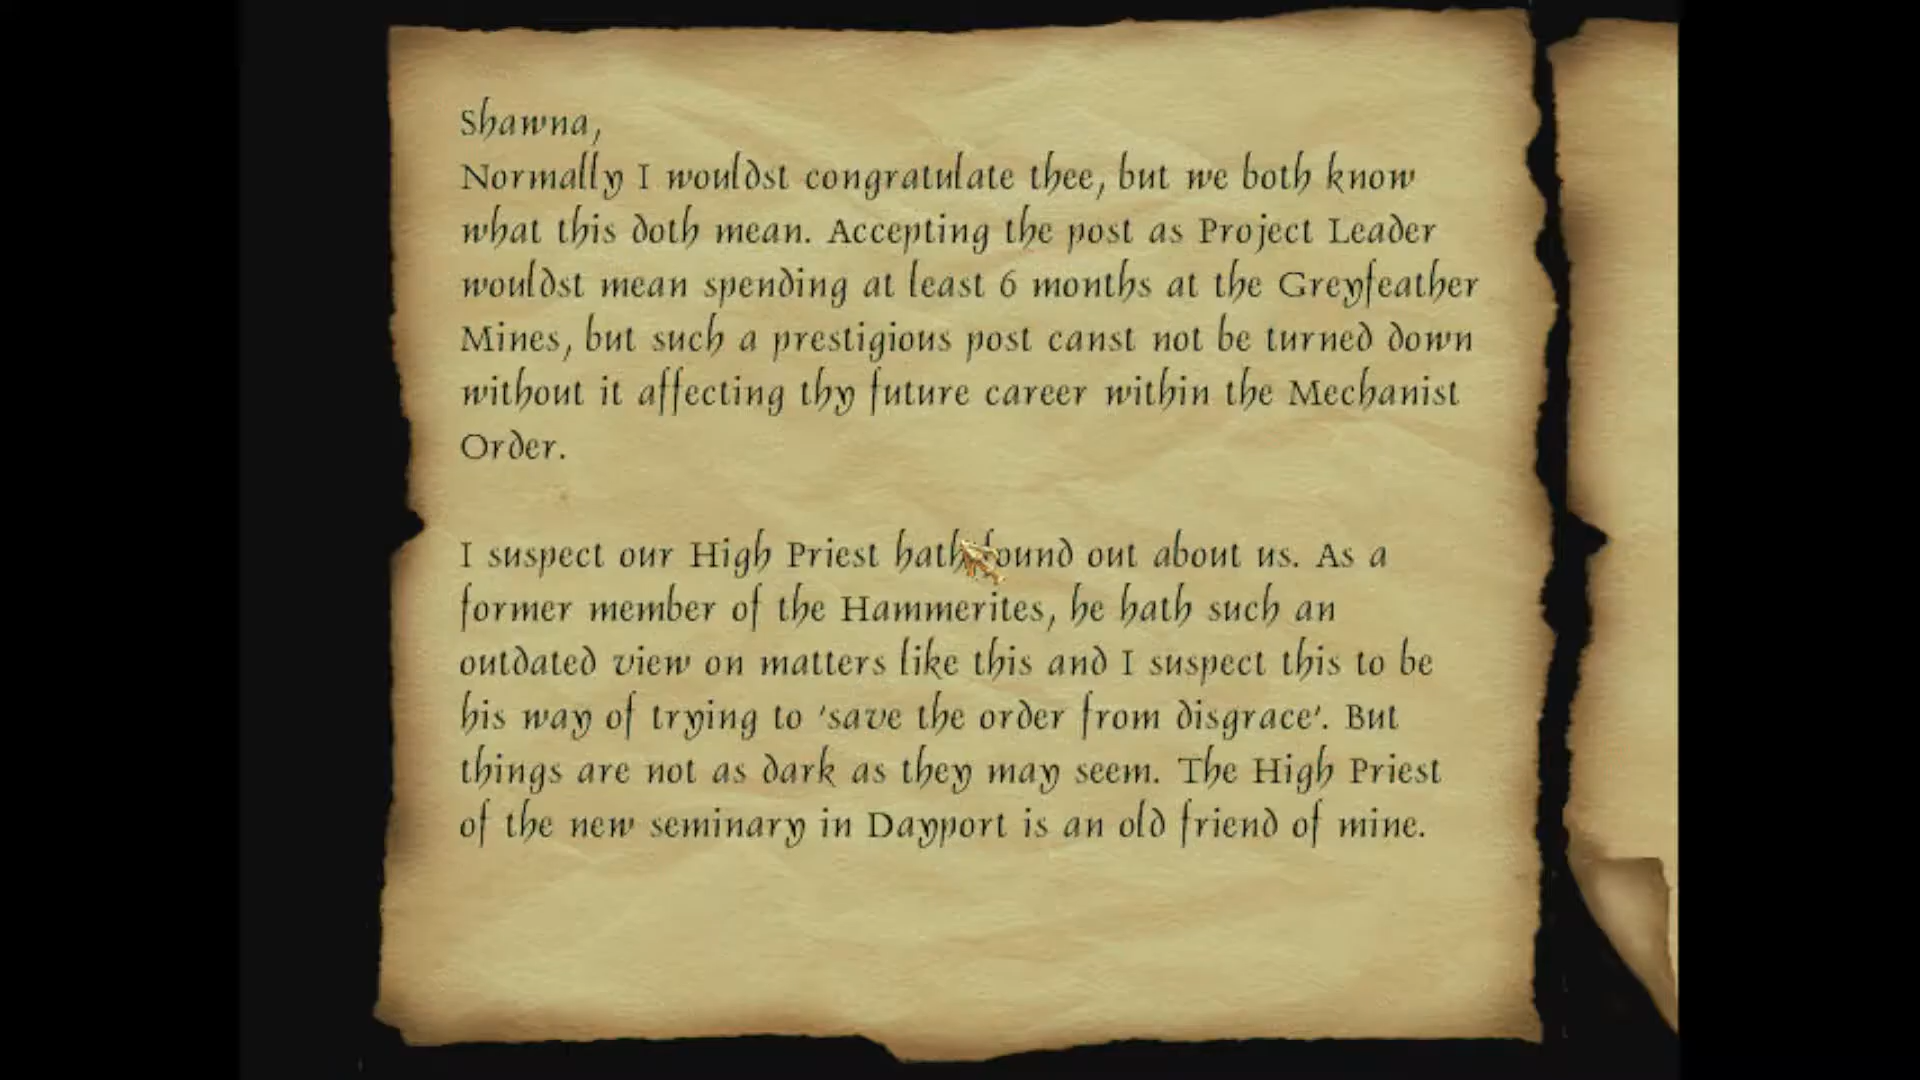 Shawna,
Normally I wouldst congratulate thee, but we both know
what this doth mean. Accepting the post as Project Leader
wouldst mean spending at least 6 months at the Greyfeather
Mines, but such a prestigious post canst not be turned down
without it affecting thy future career within the Mechanist
Order.
I suspect our High Priest hath found out about us. As a
former member of the Hammerites, he hath such an
outdated view on matters like this and I suspect this to be
his way of trying to 'save the order from disgrace'. But
things are not as dark as they may seem. The High Priest
of the new seminary in Dayport is an old friend of mine.